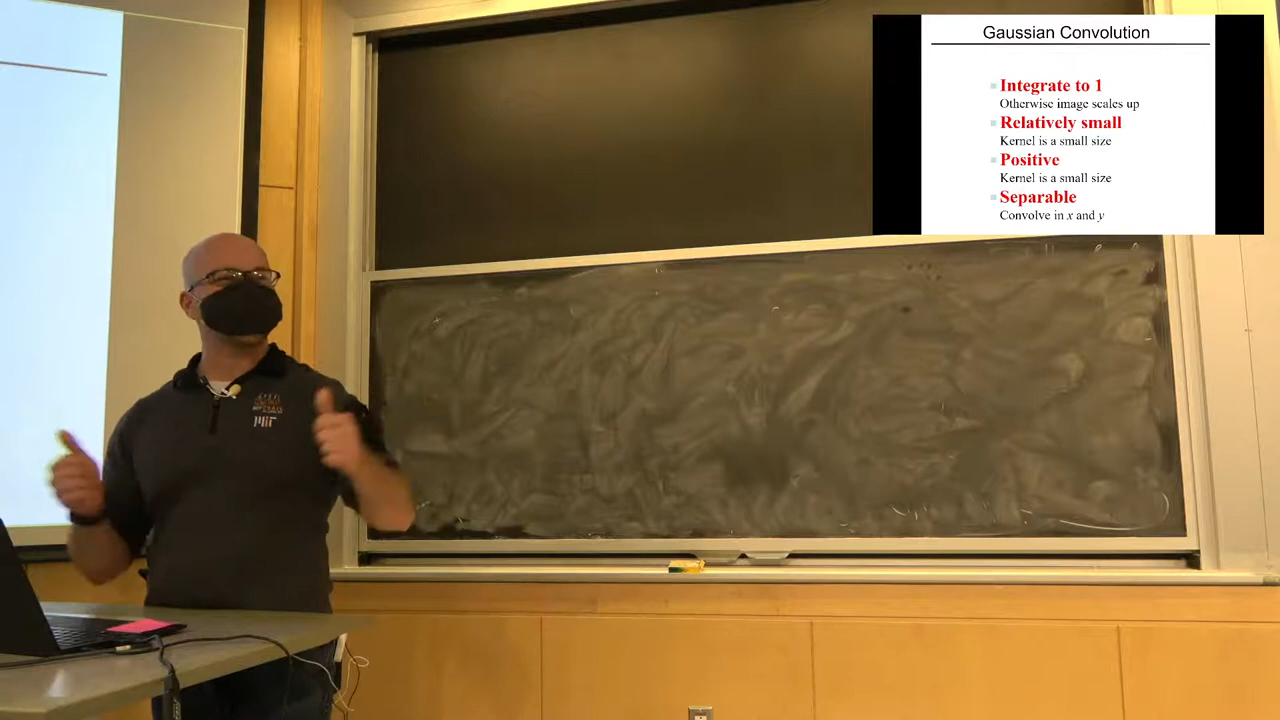 Gaussian Convolution
Integrate to 1
Otherwise image scales up
Relatively small
Kernel is a small size
Positive
Kernel is a small size
Separable
Convolve in x and y
MIT